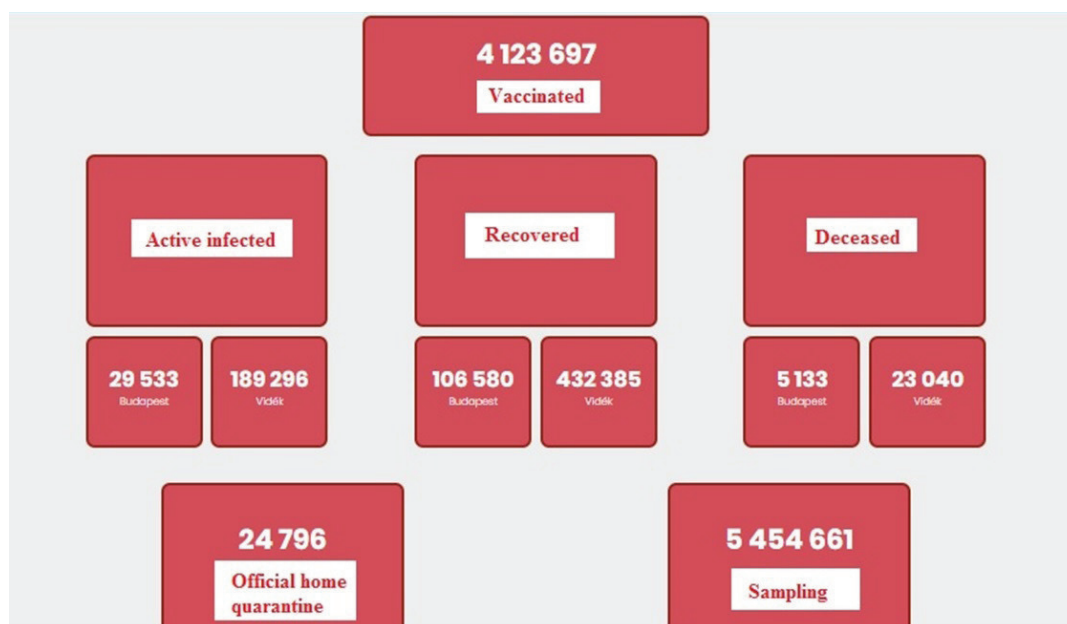 4 123 697
Vaccinated
Active infected
Recovered
Deceased
29 533
Budapest
189 296
Vidék
106 580
Budapest
432 385
Vidék
5 133
Budapest
23 040
Vidék
24 796
Official home
quarantine
5 454 661
Sampling